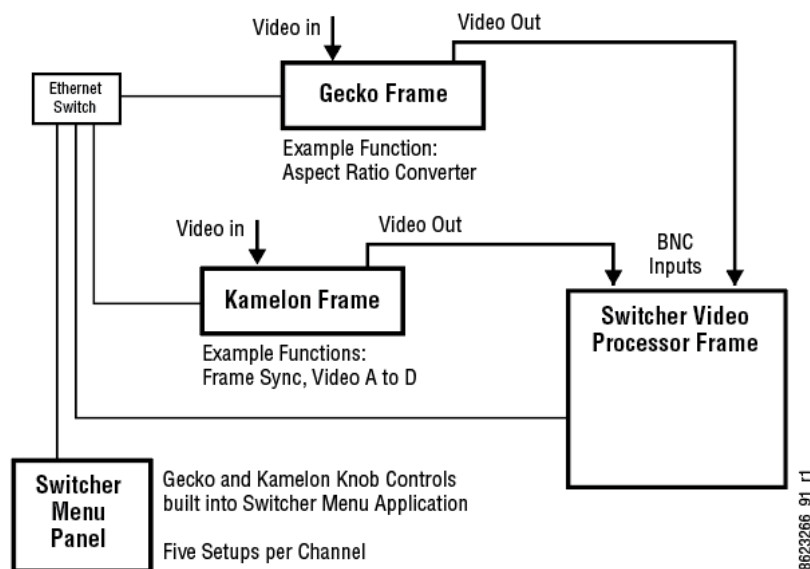 Video in
Video Out
Ethernet
Switch
Gecko Frame
Example Function:
Aspect Ratio Converter
Video in
Video Out
BNC
Inputs
Kamelon Frame
Switcher Video
Processor Frame
Example Functions:
Frame Sync, Video A to D
Switcher
Menu
Panel
Gecko and Kamelon Knob Controls
built into Switcher Menu Application
Five Setups per Channel
8623266_91_r1